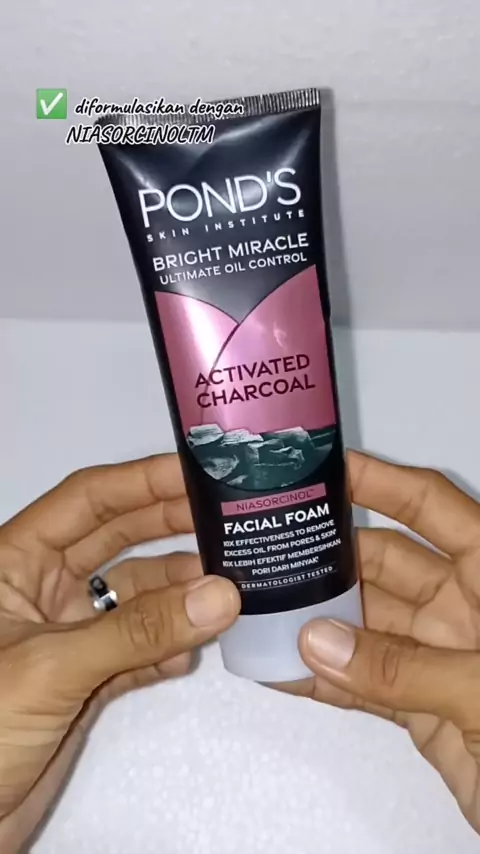 ✅ diformulasikan dengan
NIASORCINOLTM
POND'S
SKIN INSTITUTE
BRIGHT MIRACLE
ULTIMATE OIL CONTROL
ACTIVATED
CHARCOAL
NIASORCINOL™
FACIAL FOAM
10X EFFECTIVENESS TO REMOVE
EXCESS OIL FROM PORES & SKIN*
10X LEBIH EFEKTIF MEMBERSIHKAN
PORI DARI MINYAK*
DERMATOLOGIST TESTED